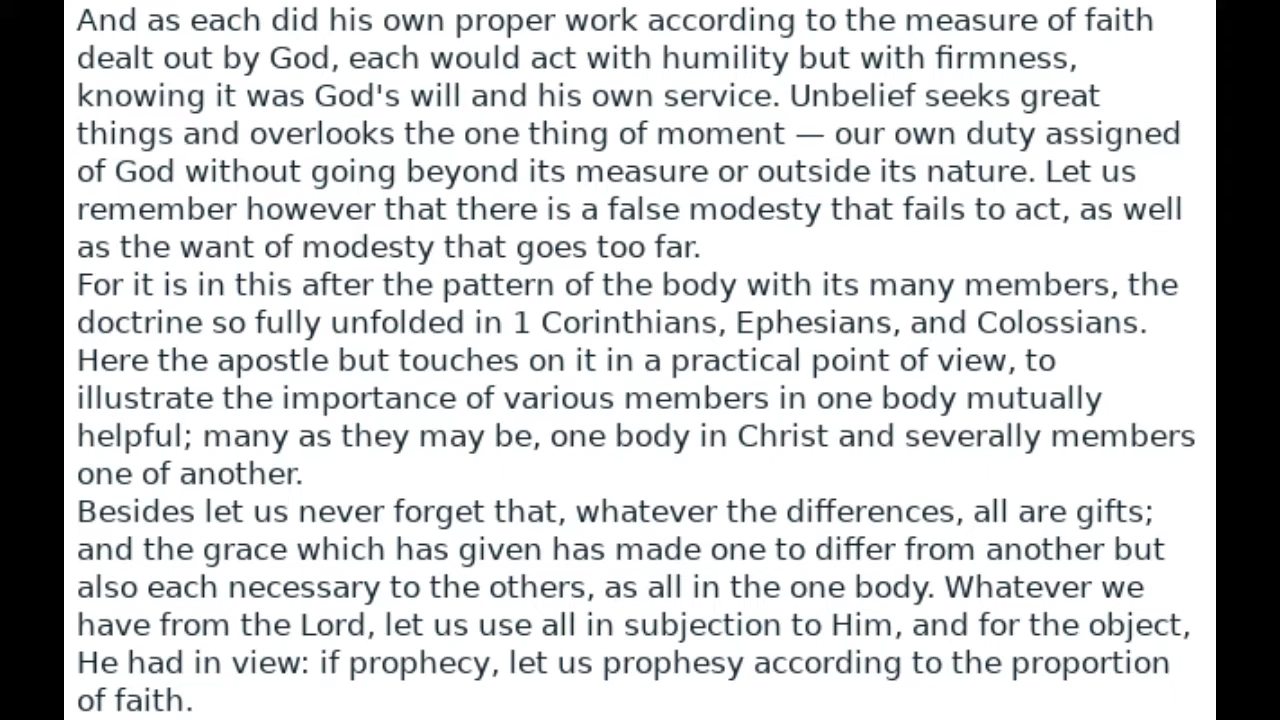 And as each did his own proper work according to the measure of faith
dealt out by God, each would act with humility but with firmness,
knowing it was God's will and his own service. Unbelief seeks great
things and overlooks the one thing of moment — our own duty assigned
of God without going beyond its measure or outside its nature. Let us
remember however that there is a false modesty that fails to act, as well
as the want of modesty that goes too far.
For it is in this after the pattern of the body with its many members, the
doctrine so fully unfolded in 1 Corinthians, Ephesians, and Colossians.
Here the apostle but touches on it in a practical point of view, to
illustrate the importance of various members in one body mutually
helpful; many as they may be, one body in Christ and severally members
one of another.
Besides let us never forget that, whatever the differences, all are gifts;
and the grace which has given has made one to differ from another but
also each necessary to the others, as all in the one body. Whatever we
have from the Lord, let us use all in subjection to Him, and for the object,
He had in view: if prophecy, let us prophesy according to the proportion
of faith.